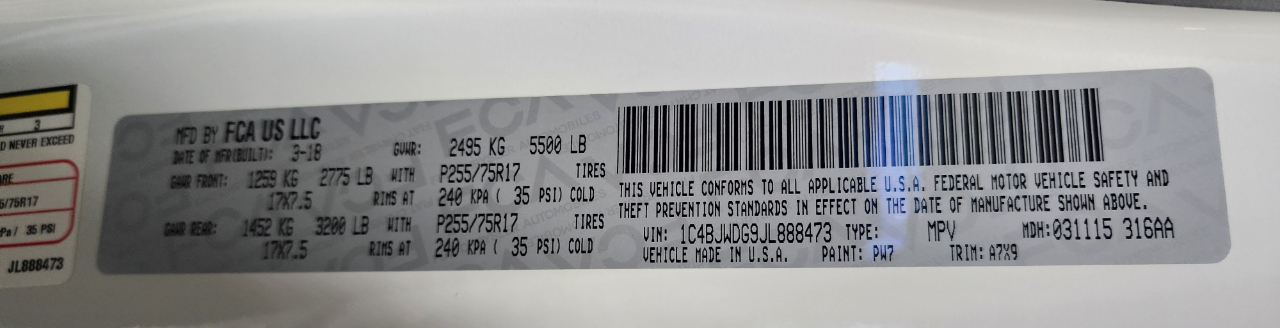 3
D NEVER EXCEED
5/75R17
35 PSI
JL888473
MFD BY FCA US LLC
DATE OF MFR(BUILT): 3-18 GVWR: 2495 KG 5500 LB
GAWR FRONT: 1259 KG 2775 LB WITH P255/75R17 TIRES
17X7.5 RIMS AT 240 KPA ( 35 PSI) COLD
GAWR REAR: 1452 KG 3200 LB WITH P255/75R17 TIRES
17X7.5 RIMS AT 240 KPA ( 35 PSI) COLD
THIS VEHICLE CONFORMS TO ALL APPLICABLE U.S.A. FEDERAL MOTOR VEHICLE SAFETY AND
THEFT PREVENTION STANDARDS IN EFFECT ON THE DATE OF MANUFACTURE SHOWN ABOVE.
VIN: 1C4BJWDG9JL888473 TYPE: MPV MDH:031115 316AA
VEHICLE MADE IN U.S.A. PAINT: PW7 TRIM: A7X9